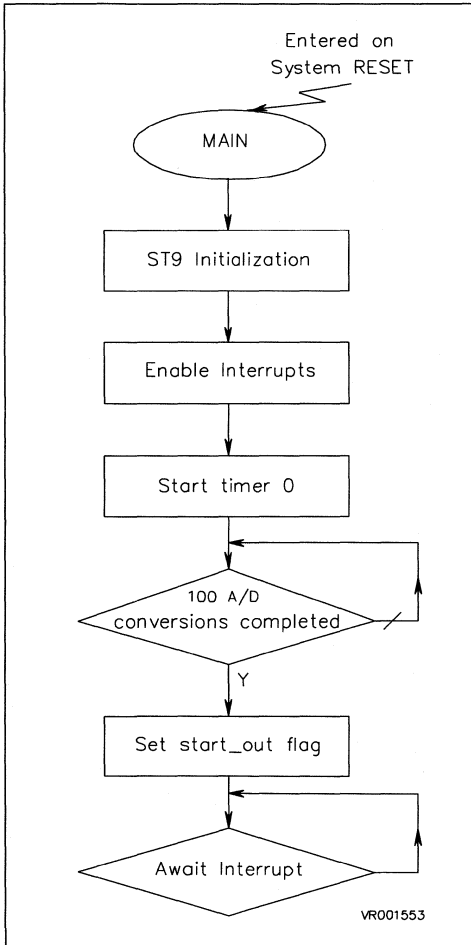 Entered on
System RESET
MAIN
ST9 Initialization
Enable Interrupts
Start timer 0
100 A/D
conversions completed
Y
Set start_out flag
Await Interrupt
VR001553